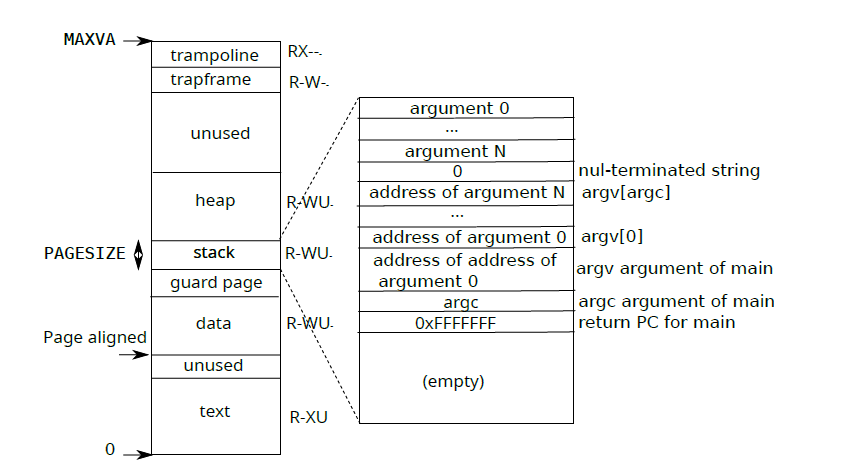 MAXVA
trampoline RX--
trapframe R-W--
unused
heap R-WU
PAGESIZE stack R-WU
guard page
data R-WU
Page aligned
unused
text R-XU
0
argument 0
...
argument N
0 nul-terminated string
address of argument N argv[argc]
...
address of argument 0 argv[0]
address of address of
argument 0 argv argument of main
argc argc argument of main
0xFFFFFFF return PC for main
(empty)